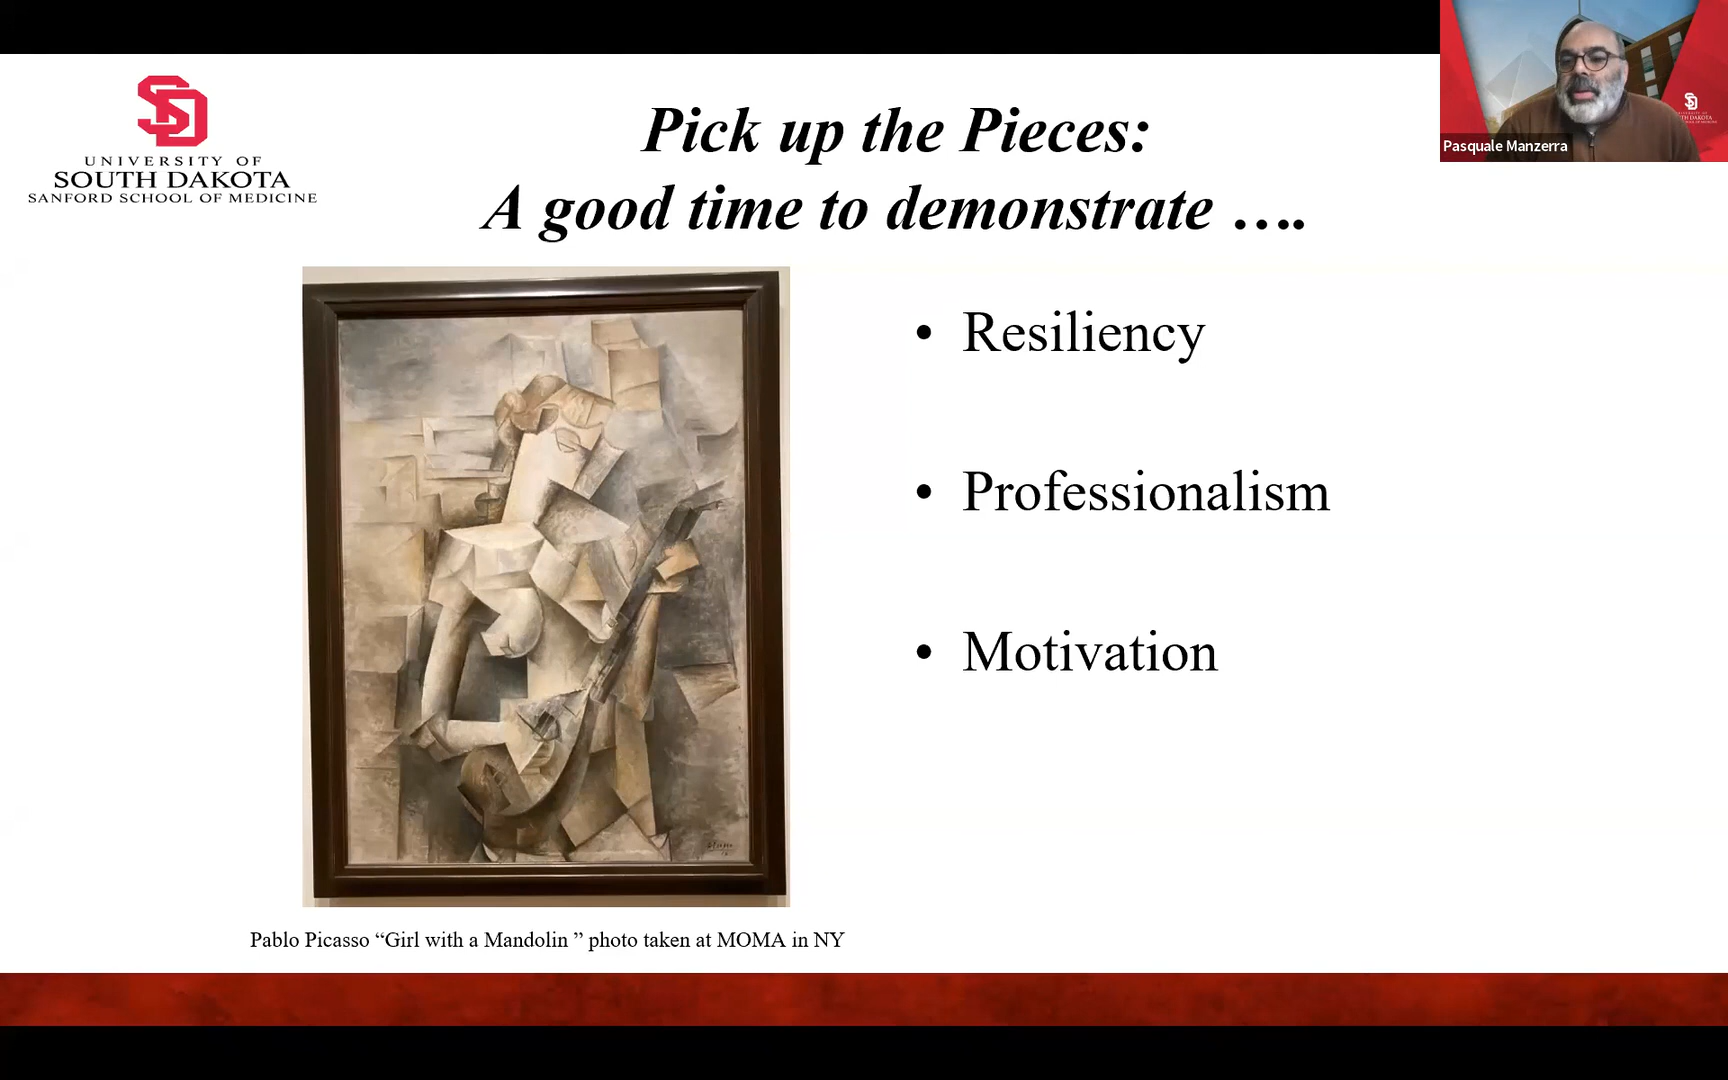 UNIVERSITY OF
SOUTH DAKOTA
SANFORD SCHOOL OF MEDICINE
Pick up the Pieces:
A good time to demonstrate ….
Pasquale Manzerra
• Resiliency
• Professionalism
• Motivation
Pablo Picasso “Girl with a Mandolin ” photo taken at MOMA in NY